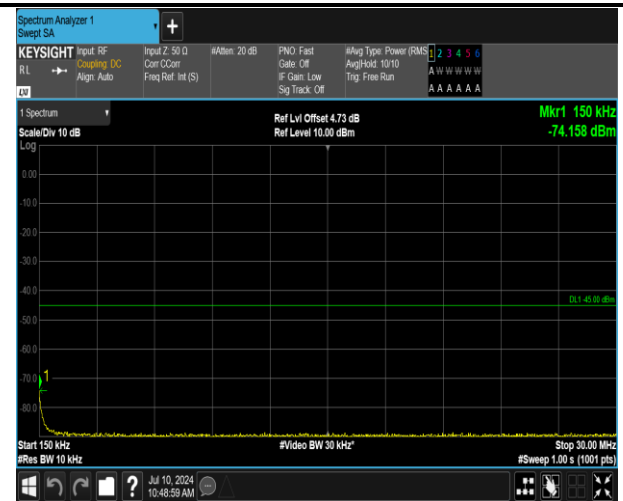 Spectrum Analyzer 1
Swept SA
+
KEYSIGHT Input: RF Input Z: 50 Ω #Atten: 20 dB PNO: Fast #Avg Type: Power (RMS 1 2 3 4 5 6
RL Coupling: DC Corr CCorr Gate: Off Avg|Hold: 10/10 A W W W W W
Align: Auto Freq Ref: Int (S) IF Gain: Low Trig: Free Run
Sig Track: Off A A A A A A
LXI
1 Spectrum Ref Lvl Offset 4.73 dB Mkr1 150 kHz
Scale/Div 10 dB Ref Level 10.00 dBm -74.158 dBm
Log
0.00
-10.0
-20.0
-30.0
-40.0
DL1 -45.00 dBm
-50.0
-60.0
-70.0
1
-80.0
Start 150 kHz #Video BW 30 kHz* Stop 30.00 MHz
#Res BW 10 kHz #Sweep 1.00 s (1001 pts)
? Jul 10, 2024
10:48:59 AM